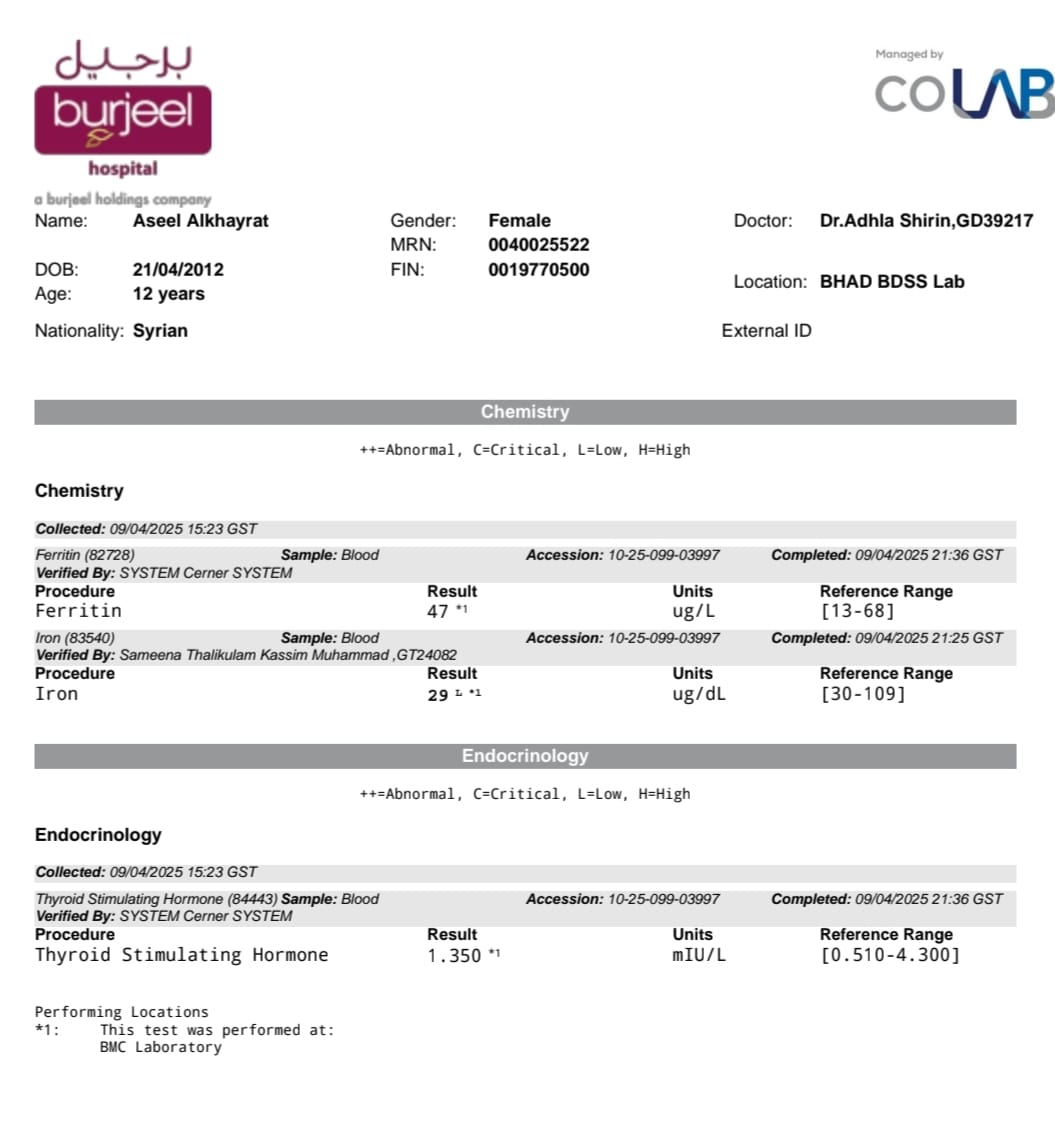 برجيل
burjeel
hospital
a burjeel holdings company
Managed by
COLAB
Name: Aseel Alkhayrat Gender: Female Doctor: Dr.Adhla Shirin,GD39217
MRN: 0040025522
DOB: 21/04/2012 FIN: 0019770500
Location: BHAD BDSS Lab
Age: 12 years
Nationality: Syrian External ID
Chemistry
++=Abnormal, C=Critical, L=Low, H=High
Chemistry
Collected: 09/04/2025 15:23 GST
Ferritin (82728) Sample: Blood Accession: 10-25-099-03997 Completed: 09/04/2025 21:36 GST
Verified By: SYSTEM Cerner SYSTEM
Procedure Result Units Reference Range
Ferritin 47 *1 ug/L [13-68]
Iron (83540) Sample: Blood Accession: 10-25-099-03997 Completed: 09/04/2025 21:25 GST
Verified By: Sameena Thalikulam Kassim Muhammad ,GT24082
Procedure Result Units Reference Range
Iron 29 L *1 ug/dL [30-109]
Endocrinology
++=Abnormal, C=Critical, L=Low, H=High
Endocrinology
Collected: 09/04/2025 15:23 GST
Thyroid Stimulating Hormone (84443) Sample: Blood Accession: 10-25-099-03997 Completed: 09/04/2025 21:36 GST
Verified By: SYSTEM Cerner SYSTEM
Procedure Result Units Reference Range
Thyroid Stimulating Hormone 1.350 *1 mIU/L [0.510-4.300]
Performing Locations
*1: This test was performed at:
BMC Laboratory